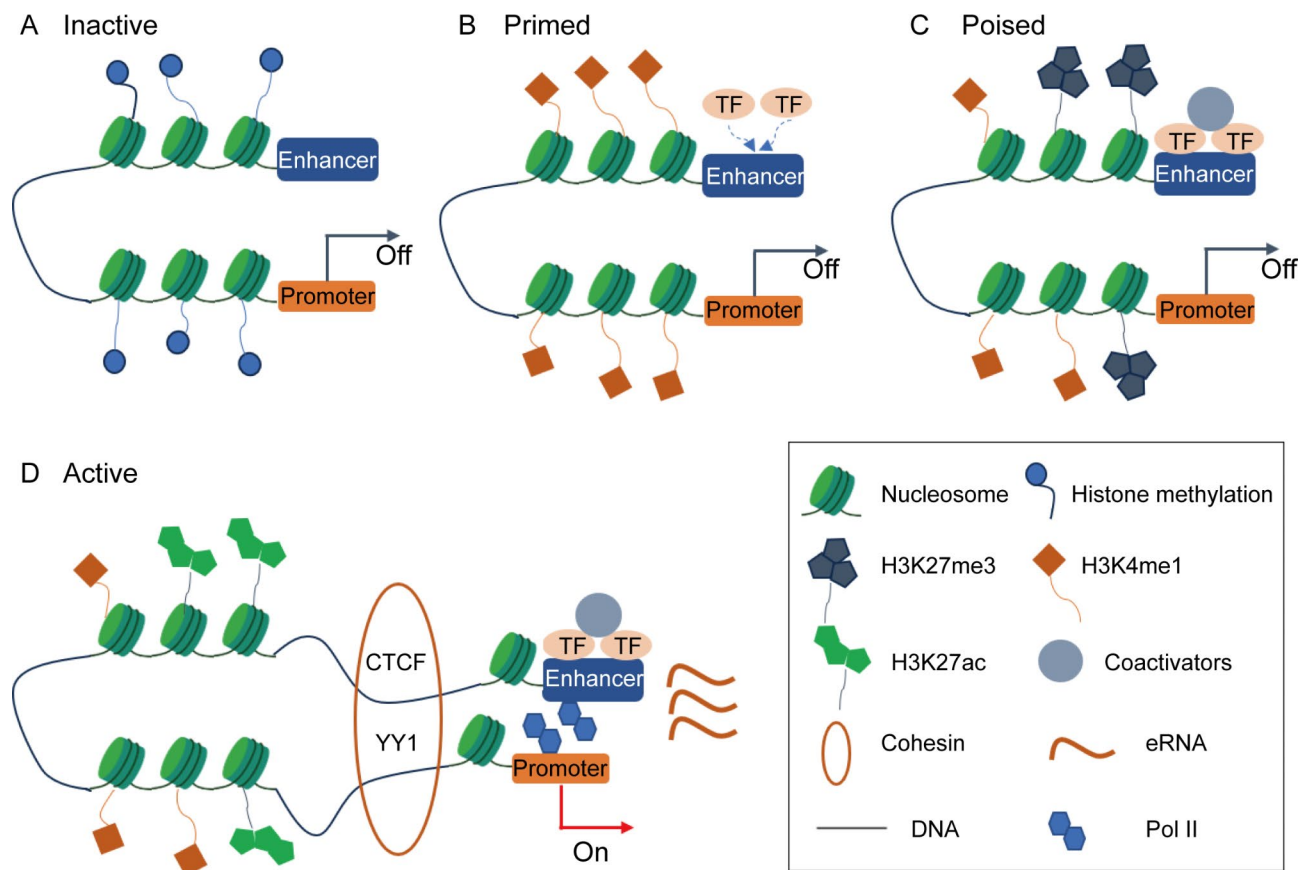 A Inactive
Enhancer
Off
Promoter
B Primed
TF TF
Enhancer
Off
Promoter
C Poised
TF TF
Enhancer
Off
Promoter
D Active
CTCF
YY1
TF TF
Enhancer
Promoter
On
Nucleosome
Histone methylation
H3K27me3
H3K4me1
H3K27ac
Coactivators
Cohesin
eRNA
DNA
Pol II